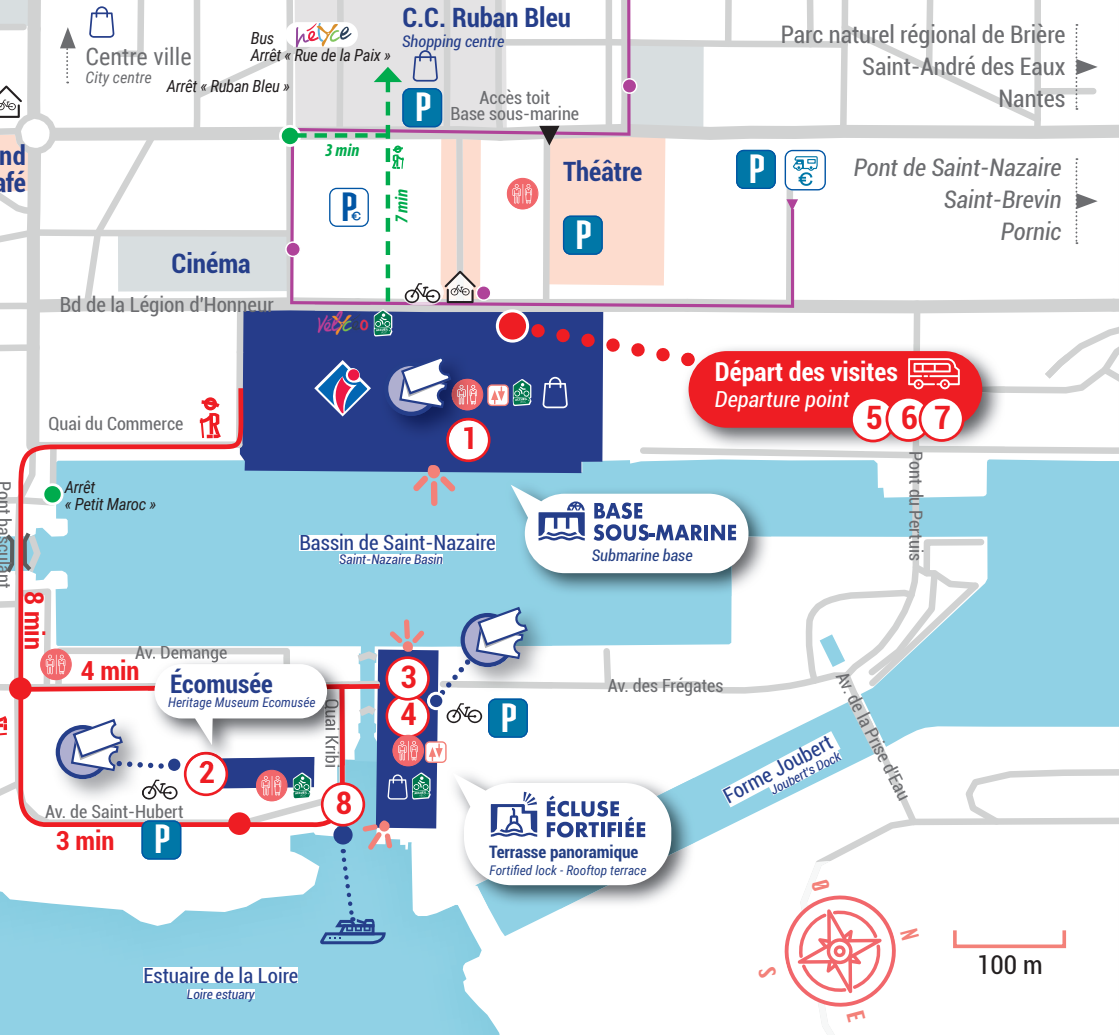 Centre ville
City centre
Bus
hélYce
Arrêt « Rue de la Paix »
Arrêt « Ruban Bleu »
C.C. Ruban Bleu
Shopping centre
P
Accès toit
Base sous-marine
Parc naturel régional de Brière
Saint-André des Eaux
Nantes
nd
afé
3 min
7 min
P€
Théâtre
P
P
€
Pont de Saint-Nazaire
Saint-Brevin
Pornic
Cinéma
Bd de la Légion d'Honneur
o
i
1
Départ des visites
Departure point
5 6 7
Quai du Commerce
Arrêt
« Petit Maroc »
Pont basculant
Pont du Pertuis
BASE
SOUS-MARINE
Submarine base
Bassin de Saint-Nazaire
Saint-Nazaire Basin
8 min
Av. Demange
4 min
Écomusée
Heritage Museum Ecomusée
3
4
P
Av. des Frégates
Quai Kribi
2
Av. de la Prise d'Eau
Forme Joubert
Joubert's Dock
Av. de Saint-Hubert
3 min
P
8
ÉCLUSE
FORTIFIÉE
Terrasse panoramique
Fortified lock - Rooftop terrace
Estuaire de la Loire
Loire estuary
O
N
S
E
100 m